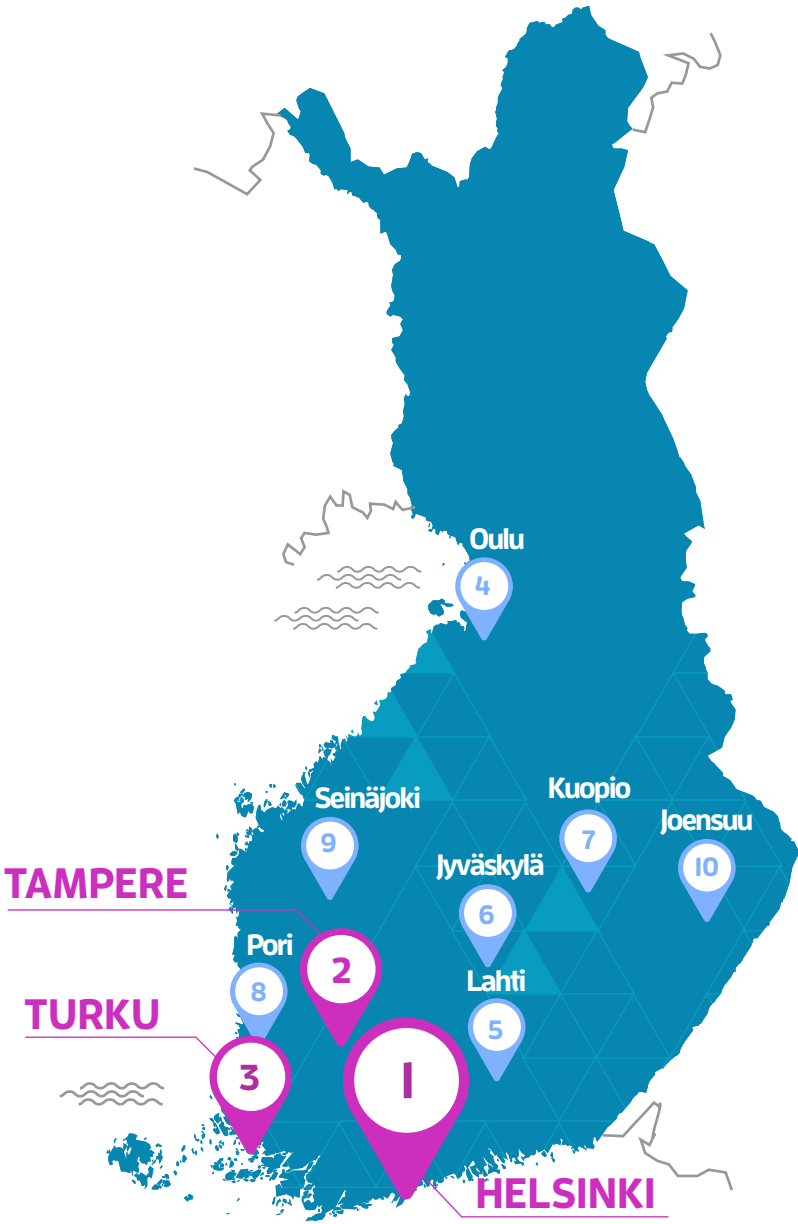 Oulu
4
Seinäjoki
9
Kuopio
7
Joensuu
10
Jyväskylä
6
TAMPERE
2
Pori
8
Lahti
5
TURKU
3
1
HELSINKI